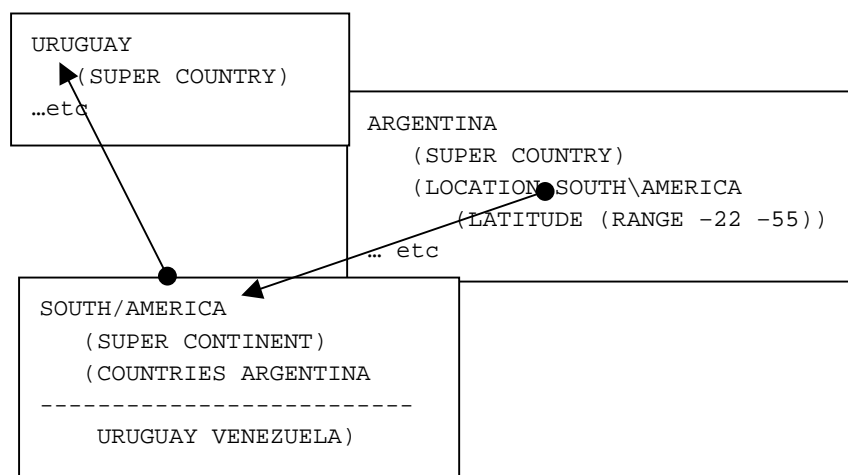 URUGUAY
(SUPER COUNTRY)
…etc
ARGENTINA
(SUPER COUNTRY)
(LOCATION SOUTH\AMERICA
(LATITUDE (RANGE –22 –55))
… etc
SOUTH/AMERICA
(SUPER CONTINENT)
(COUNTRIES ARGENTINA
--------------------------
URUGUAY VENEZUELA)